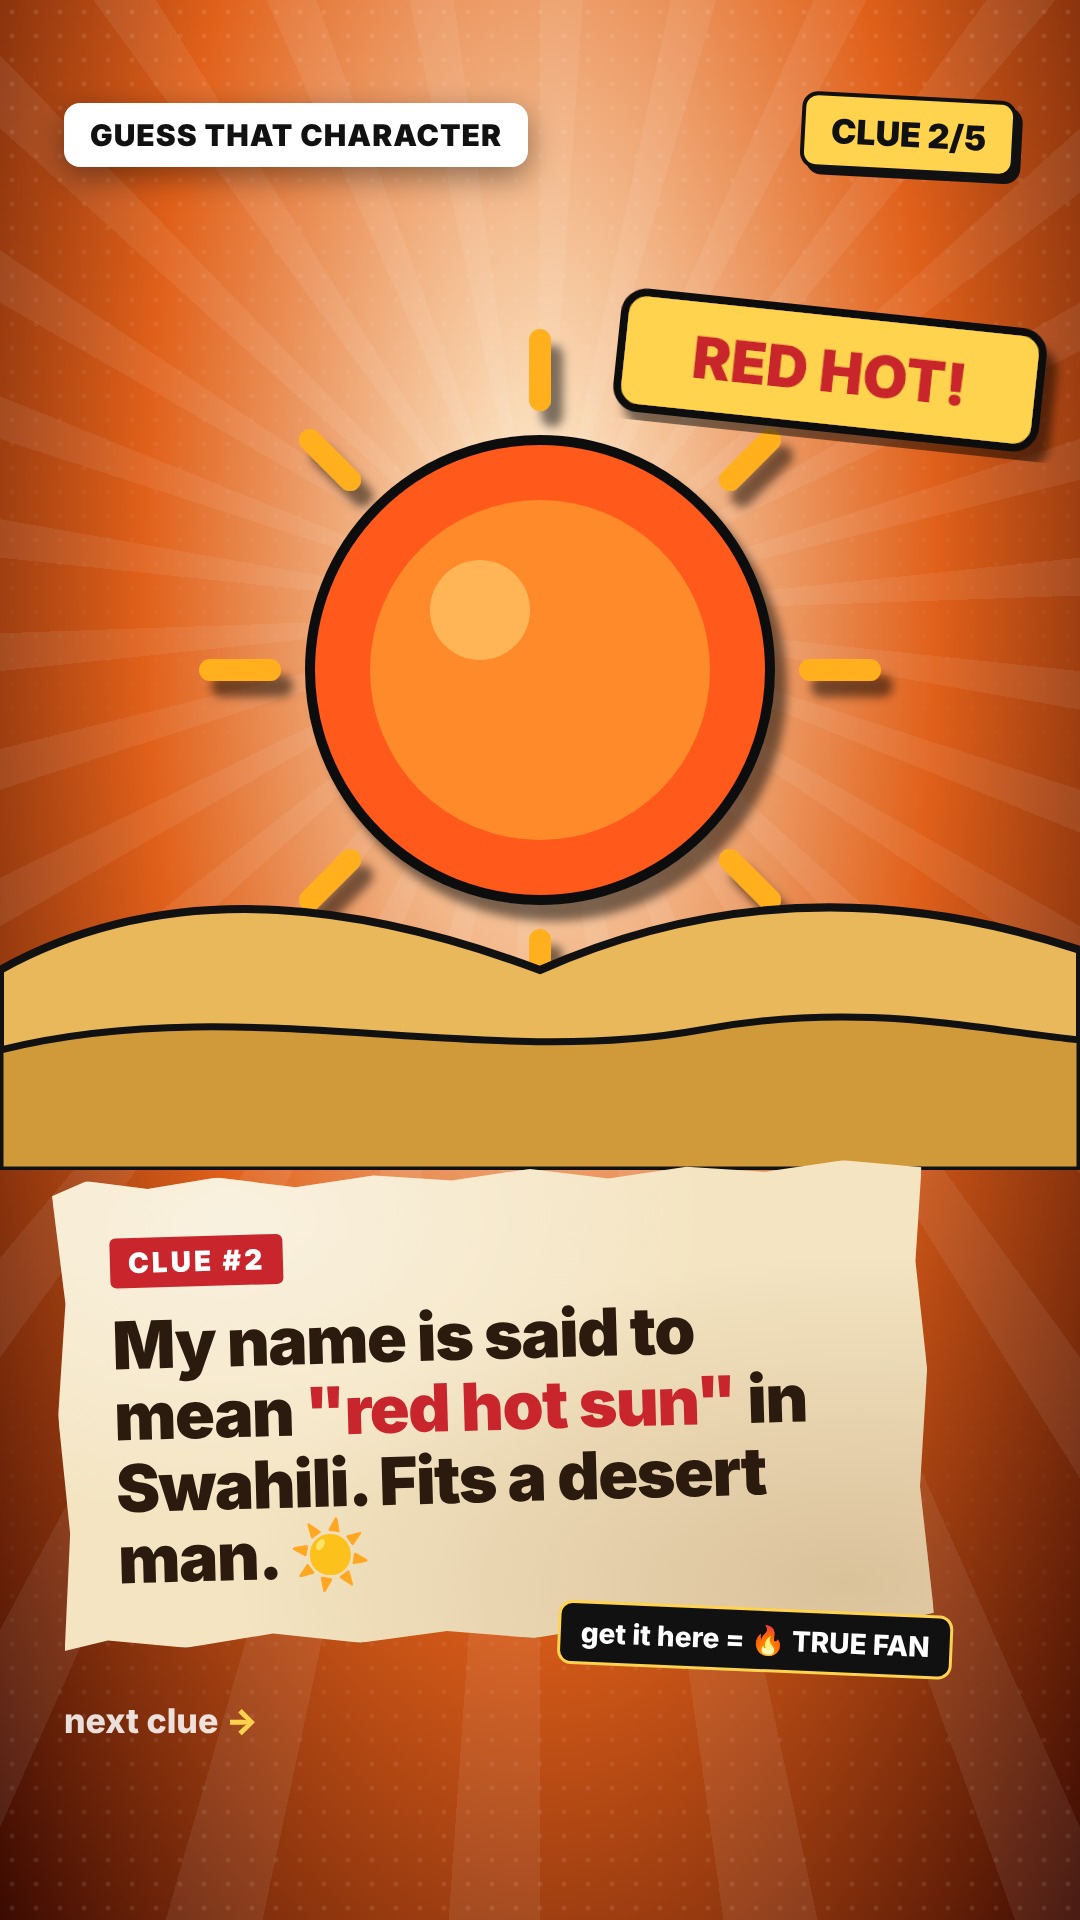 GUESS THAT CHARACTER
CLUE 2/5
RED HOT!
CLUE #2
My name is said to
mean "red hot sun" in
Swahili. Fits a desert
man. ☀️
get it here = 🔥 TRUE FAN
next clue →